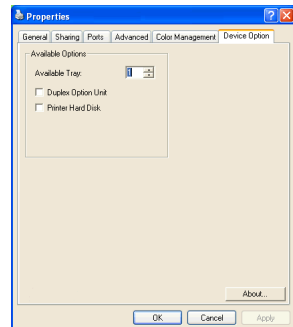 Properties
General Sharing Ports Advanced Color Management Device Option
Available Options
Available Tray: 1
Duplex Option Unit
Printer Hard Disk
About...
OK Cancel Apply